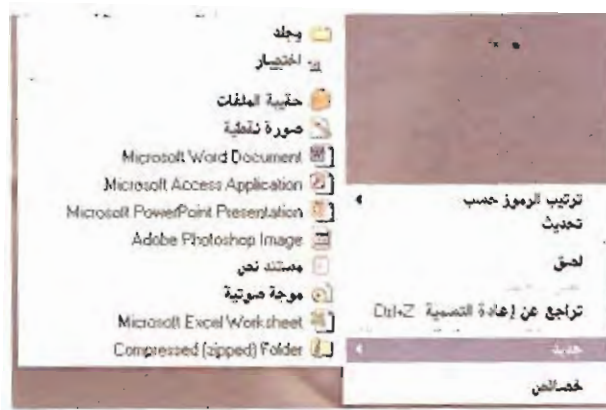 ترتيب الرموز حسب
تحديث
لصق
تراجع عن إعادة التسمية Ctrl+Z
جديد
خصائص
مجلد
اختصار
حقيبة الملفات
صورة نقطية
Microsoft Word Document
Microsoft Access Application
Microsoft PowerPoint Presentation
Adobe Photoshop Image
مستند نص
موجة صوتية
Microsoft Excel Worksheet
Compressed (zipped) Folder